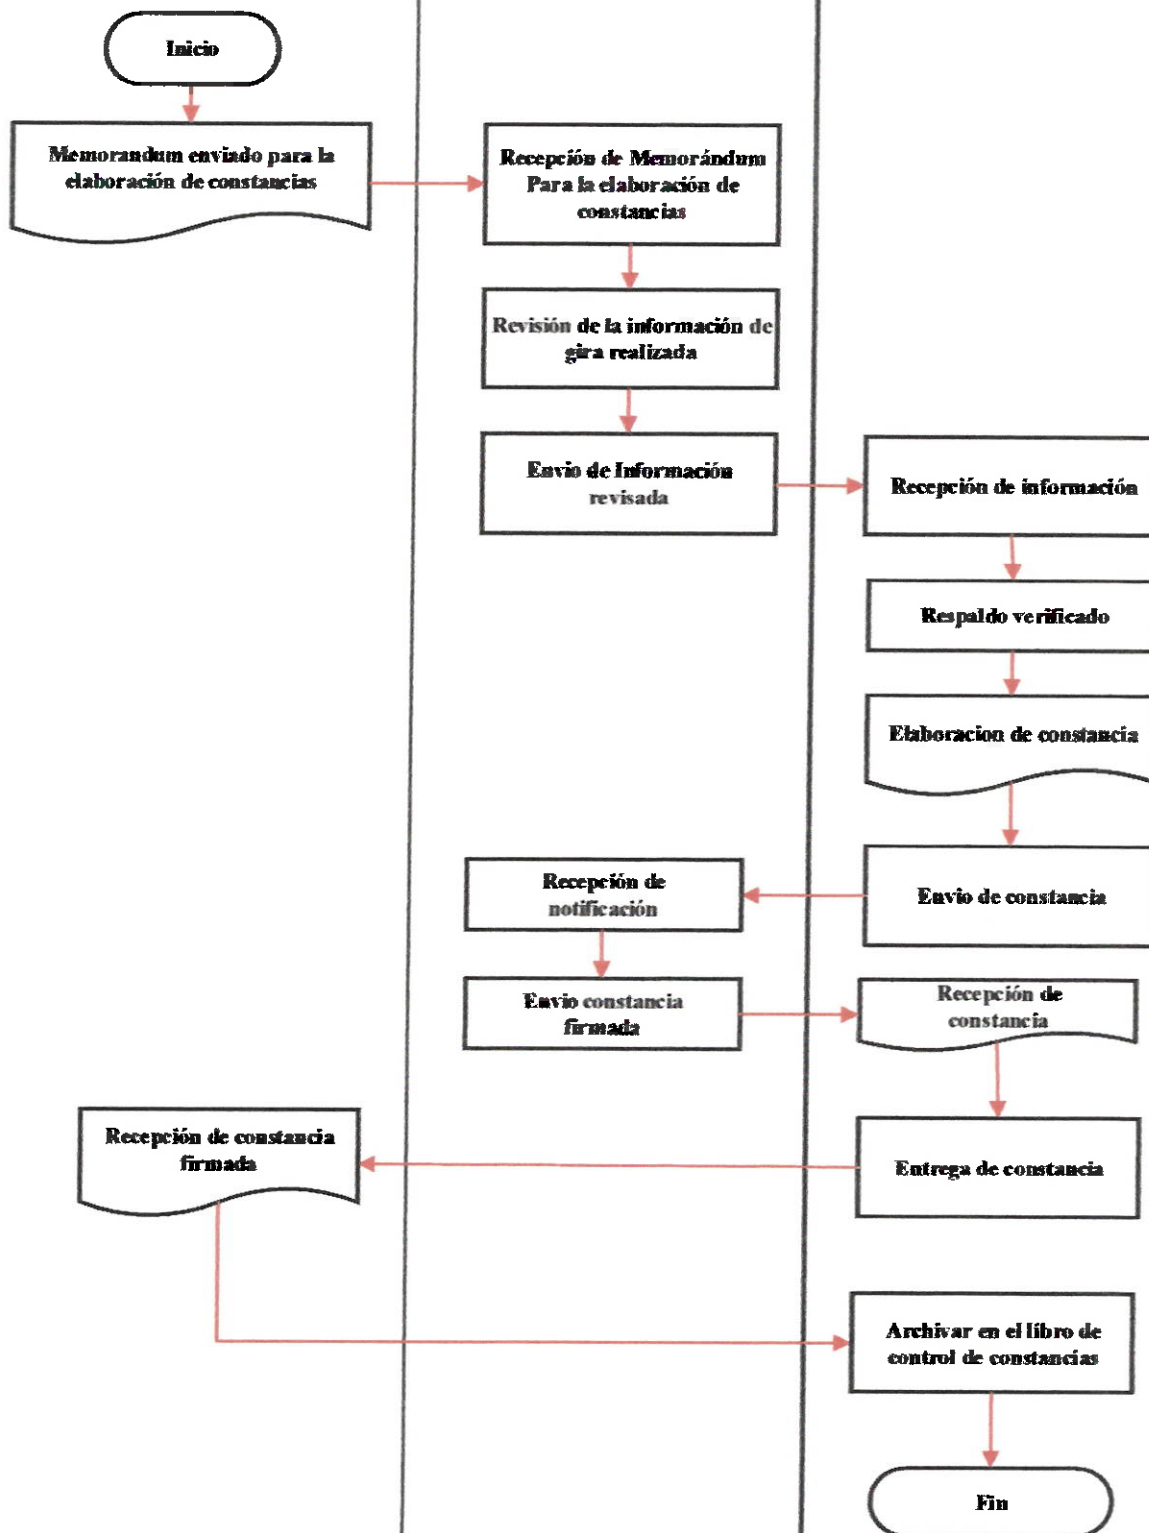 Inicio
Memorandum enviado para la
elaboración de constancias
Recepción de Memorándum
Para la elaboración de
constancias
Revisión de la información de
gira realizada
Envio de Información
revisada
Recepción de información
Respaldo verificado
Elaboracion de constancia
Envio de constancia
Recepción de
notificación
Envio constancia
firmada
Recepción de
constancia
Entrega de constancia
Recepción de constancia
firmada
Archivar en el libro de
control de constancias
Fin